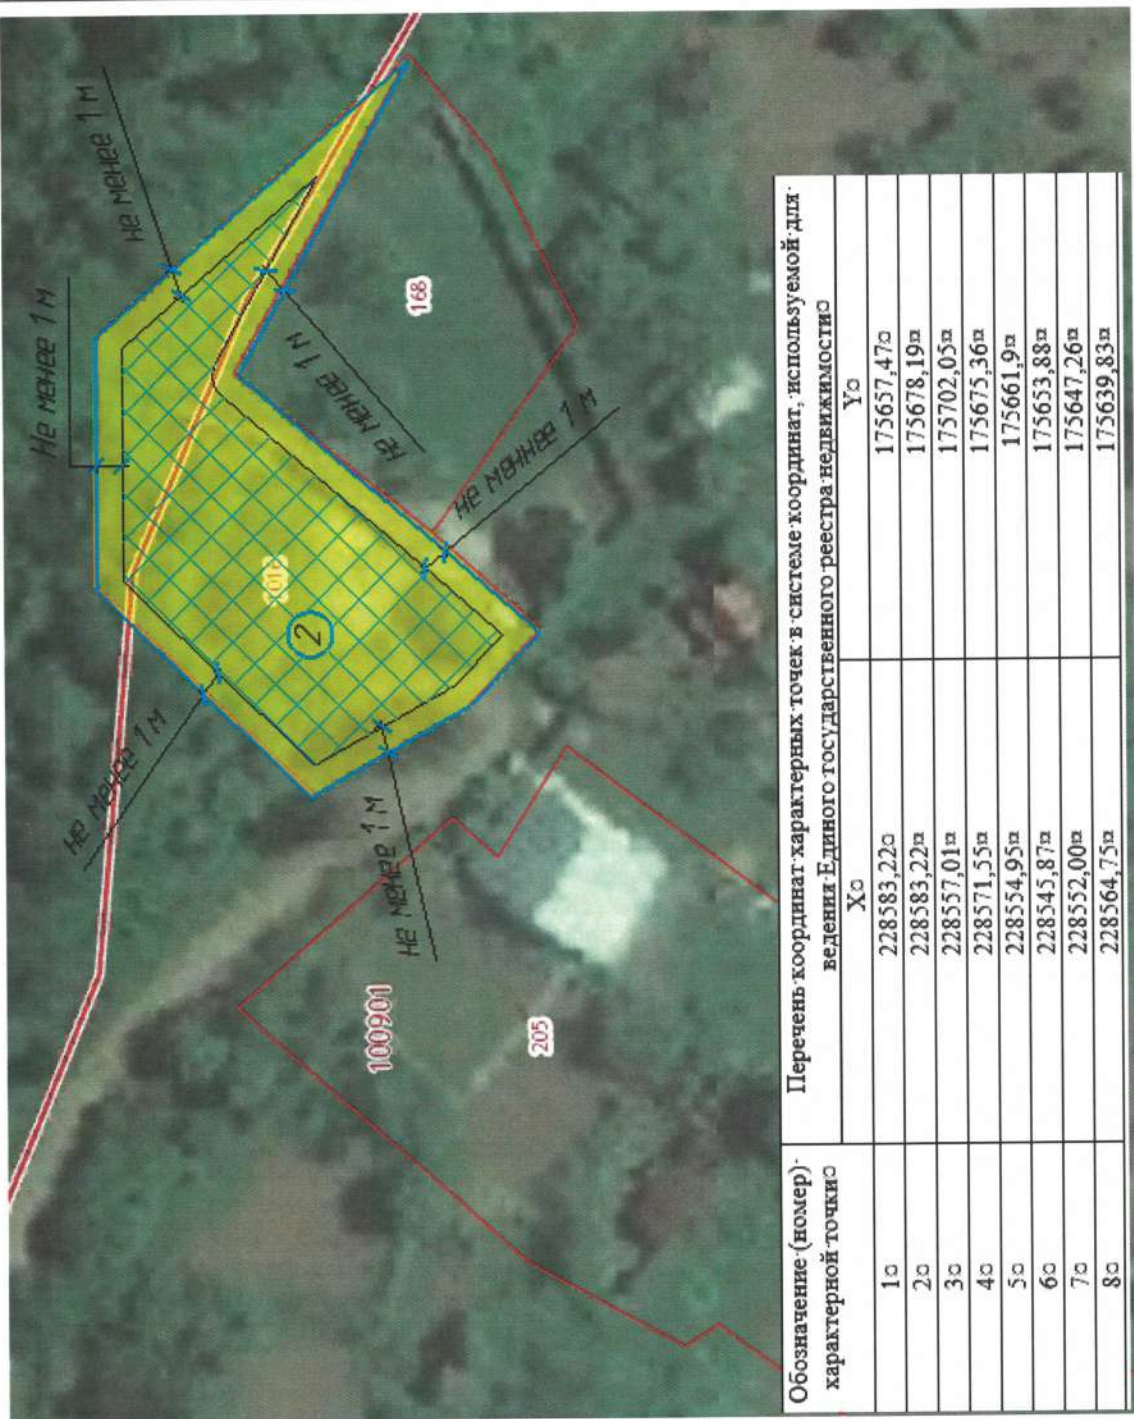 Не менее 1 м
не менее 1 м
не менее 1 м
не менее 1 м
не менее 1 м
не менее 1 м
2
168
100901
205
Перечень координат характерных точек в системе координат, используемой для
ведения Единого государственного реестра недвижимости
Обозначение (номер)
характерной точки
X Y
1 228583,22 175657,47
2 228583,22 175678,19
3 228557,01 175702,05
4 228571,55 175675,36
5 228554,95 175661,9
6 228545,87 175653,88
7 228552,00 175647,26
8 228564,75 175639,83